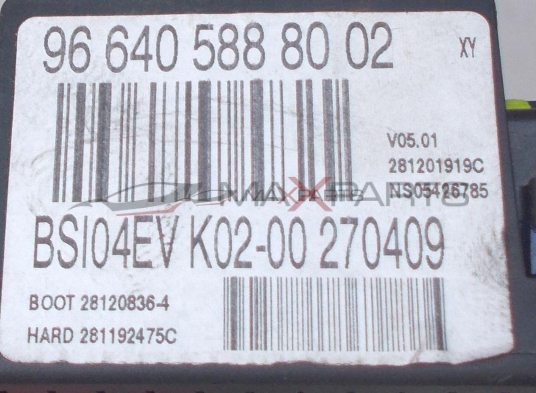 96 640 588 80 02
XY
V05.01
281201919C
NS05426785
MAXXPARTS
BSI04EV K02-00 270409
BOOT 28120836-4
HARD 281192475C